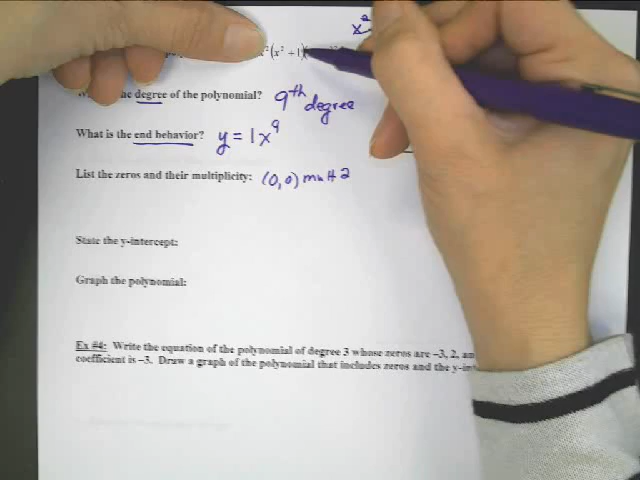 x²
x²(x² + 1)(
the degree of the polynomial? 9th degree
What is the end behavior? y = 1x⁹
List the zeros and their multiplicity: (0,0) mult 2
State the y-intercept:
Graph the polynomial:
Ex #4: Write the equation of the polynomial of degree 3 whose zeros are –3, 2, an
coefficient is –3. Draw a graph of the polynomial that includes zeros and the y-int